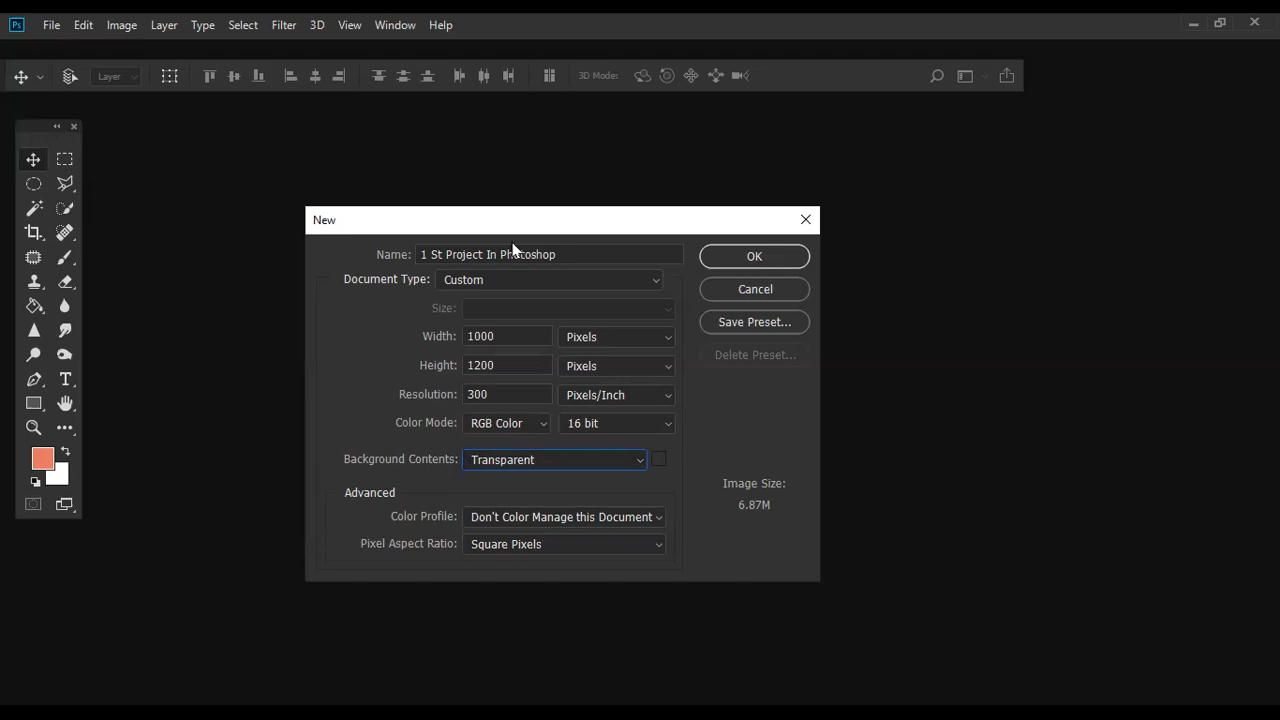 Ps File Edit Image Layer Type Select Filter 3D View Window Help
Layer 3D Mode:
New
Name: 1 St Project In Photoshop OK
Document Type: Custom
Cancel
Size:
Save Preset...
Width: 1000 Pixels
Delete Preset...
Height: 1200 Pixels
Resolution: 300 Pixels/Inch
Color Mode: RGB Color 16 bit
Background Contents: Transparent
Image Size:
6.87M
Advanced
Color Profile: Don't Color Manage this Document
Pixel Aspect Ratio: Square Pixels